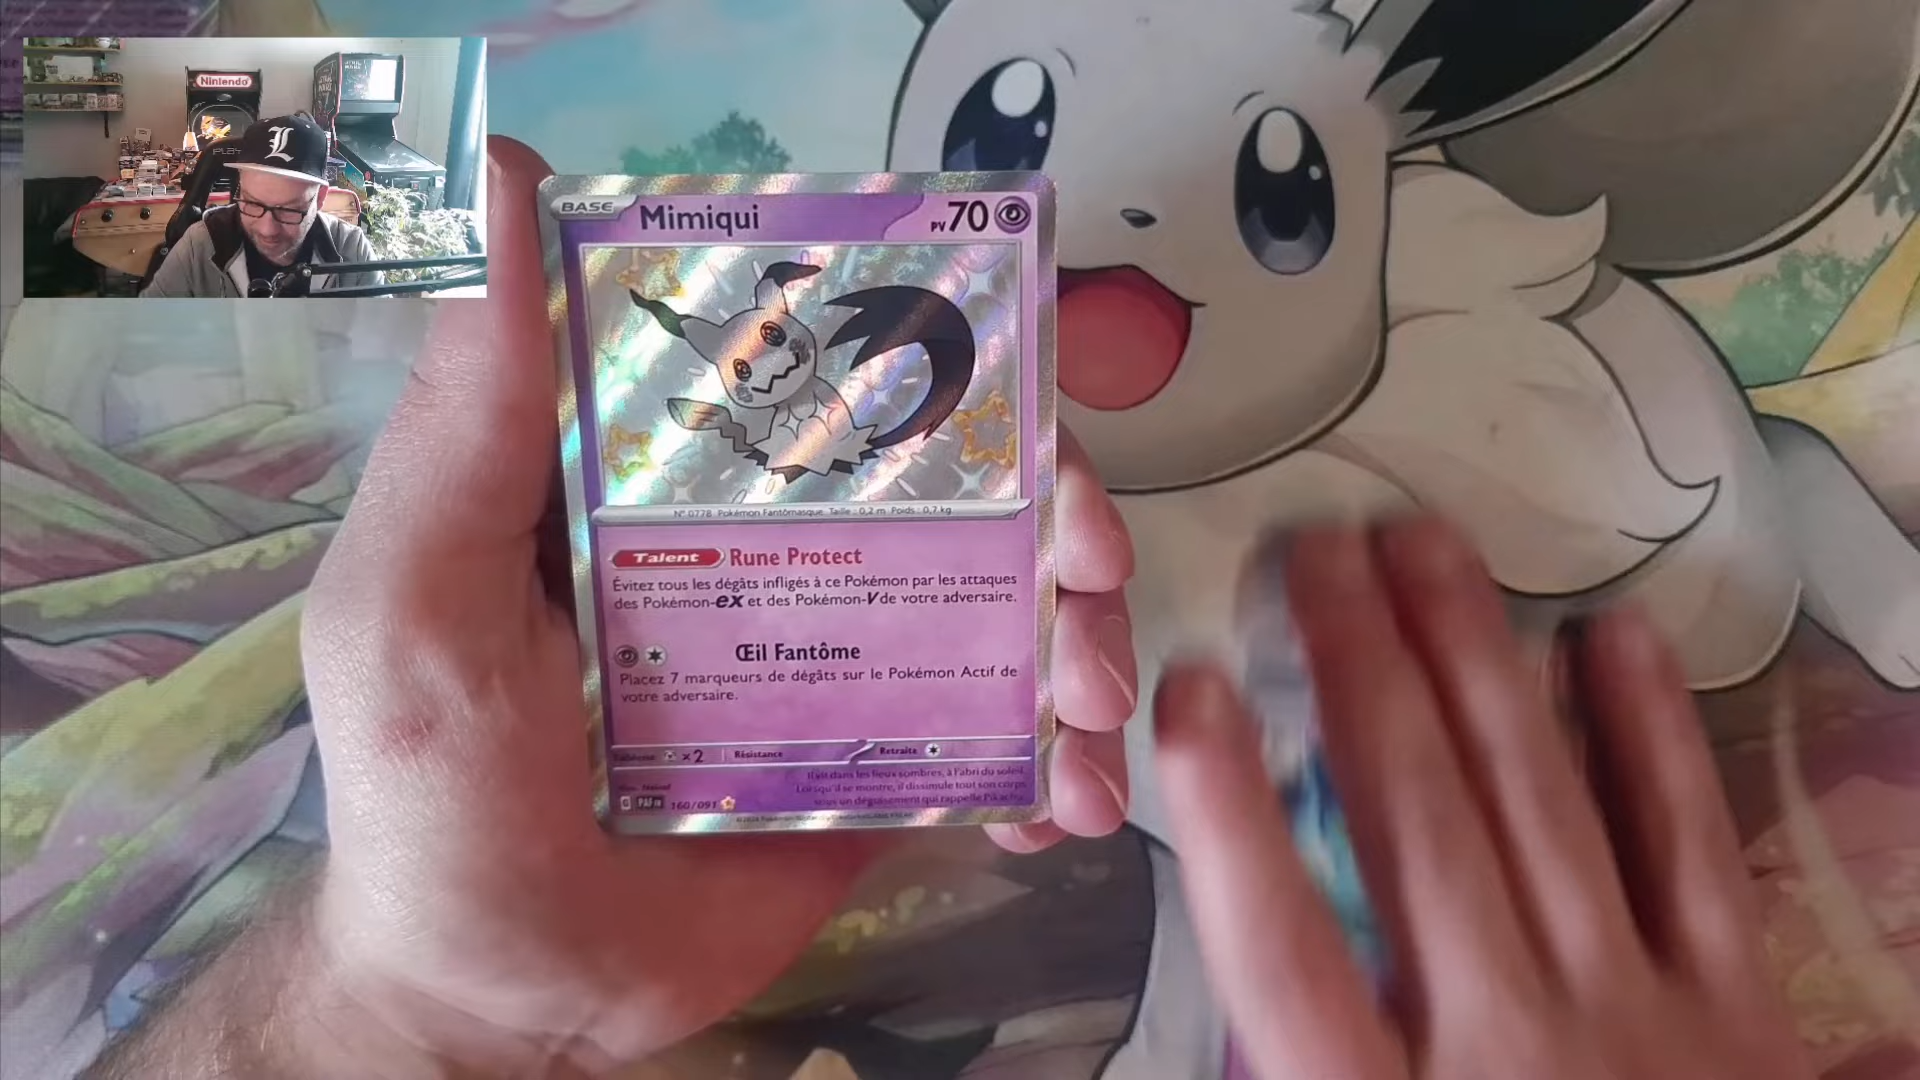 Nintendo
L
BASE Mimiqui PV 70
N° 0778 Pokémon Fantômasque Taille : 0,2 m Poids : 0,7 kg
Talent Rune Protect
Évitez tous les dégâts infligés à ce Pokémon par les attaques
des Pokémon-ex et des Pokémon-V de votre adversaire.
Œil Fantôme
Placez 7 marqueurs de dégâts sur le Pokémon Actif de
votre adversaire.
×2 Résistance Retraite
Il vit dans les lieux sombres, à l'abri du soleil.
Lorsqu'il se montre, il dissimule tout son corps
sous un déguisement qui rappelle Pikachu.
G PAF FR 160/091